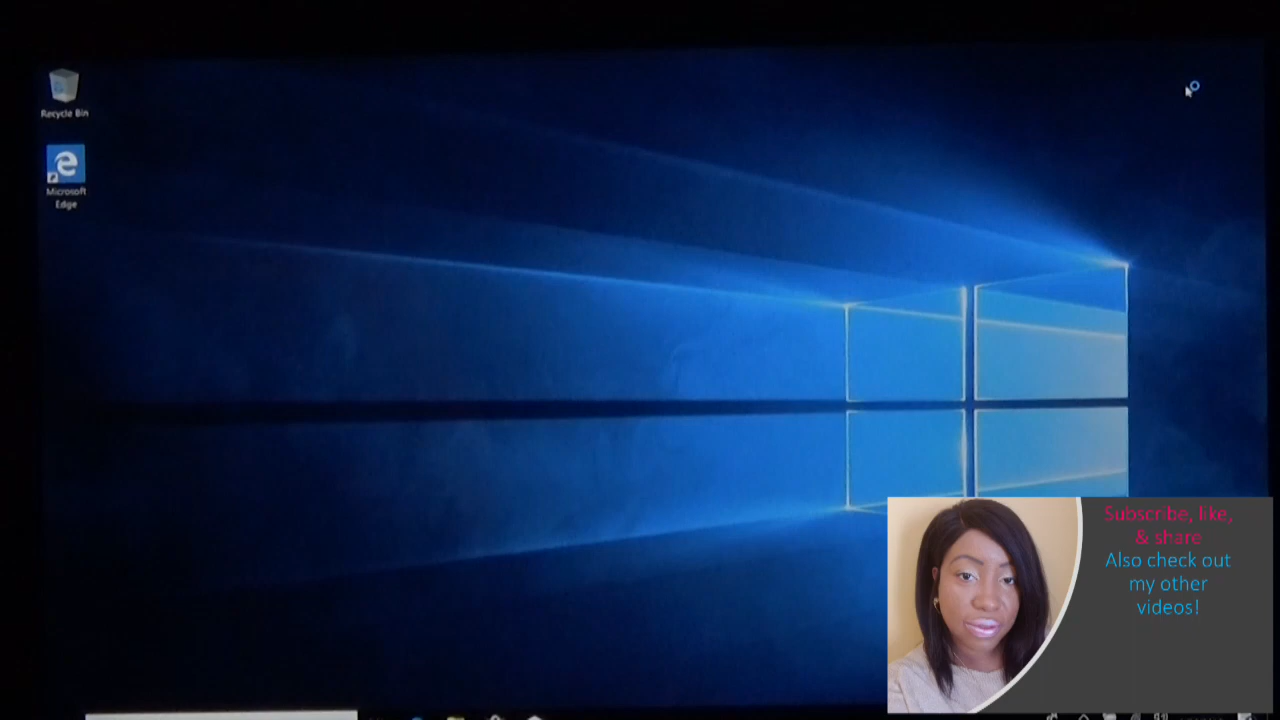 Recycle Bin
Microsoft
Edge
Subscribe, like,
& share
Also check out
my other
videos!